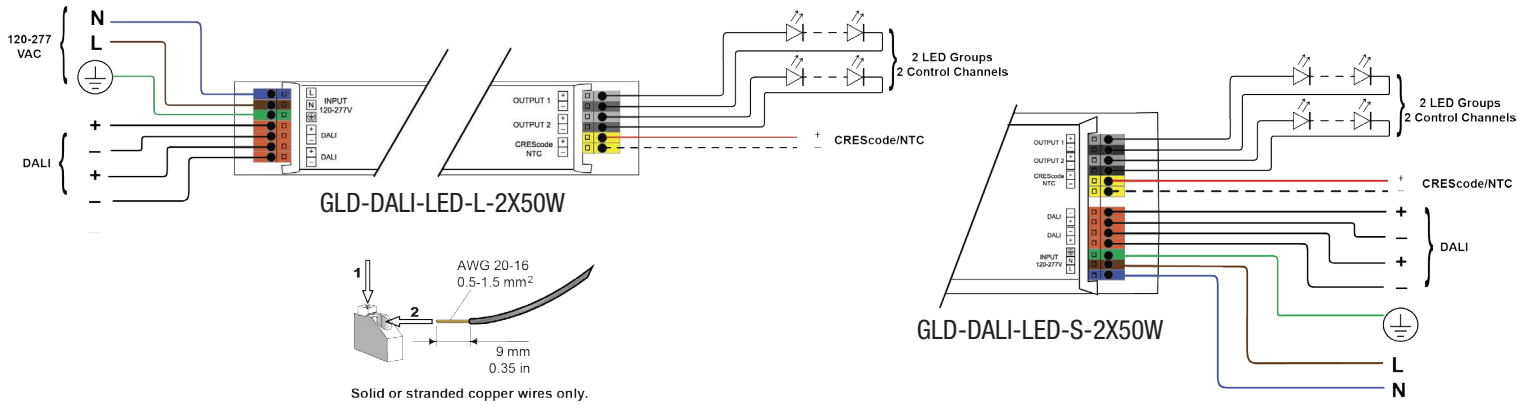 N
120-277
VAC
L
+
–
DALI
+
–
L
N
INPUT
120-277V
+
–
DALI
+
–
DALI
OUTPUT 1
+
–
OUTPUT 2
+
–
CREScode
NTC
+
–
2 LED Groups
2 Control Channels
+
–
CREScode/NTC
GLD-DALI-LED-L-2X50W
1
2
AWG 20-16
0.5-1.5 mm²
9 mm
0.35 in
Solid or stranded copper wires only.
2 LED Groups
2 Control Channels
OUTPUT 1
+
–
OUTPUT 2
+
–
CREScode
NTC
+
–
DALI
–
+
DALI
–
+
INPUT
120-277V
N
L
+
–
CREScode/NTC
+
–
DALI
+
–
L
N
GLD-DALI-LED-S-2X50W